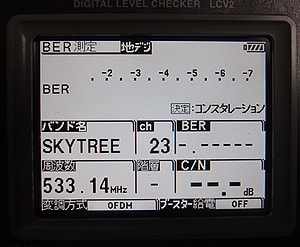 DIGITAL LEVEL CHECKER LCV2
BER測定 地デジ
. -2 . -3 . -4 . -5 . -6 . -7
BER
決定:コンスタレーション
バンド名 ch BER
SKYTREE 23 -.-----
周波数 階層 C/N
533.14MHz - --.-dB
変調方式 OFDM ブースター給電 OFF